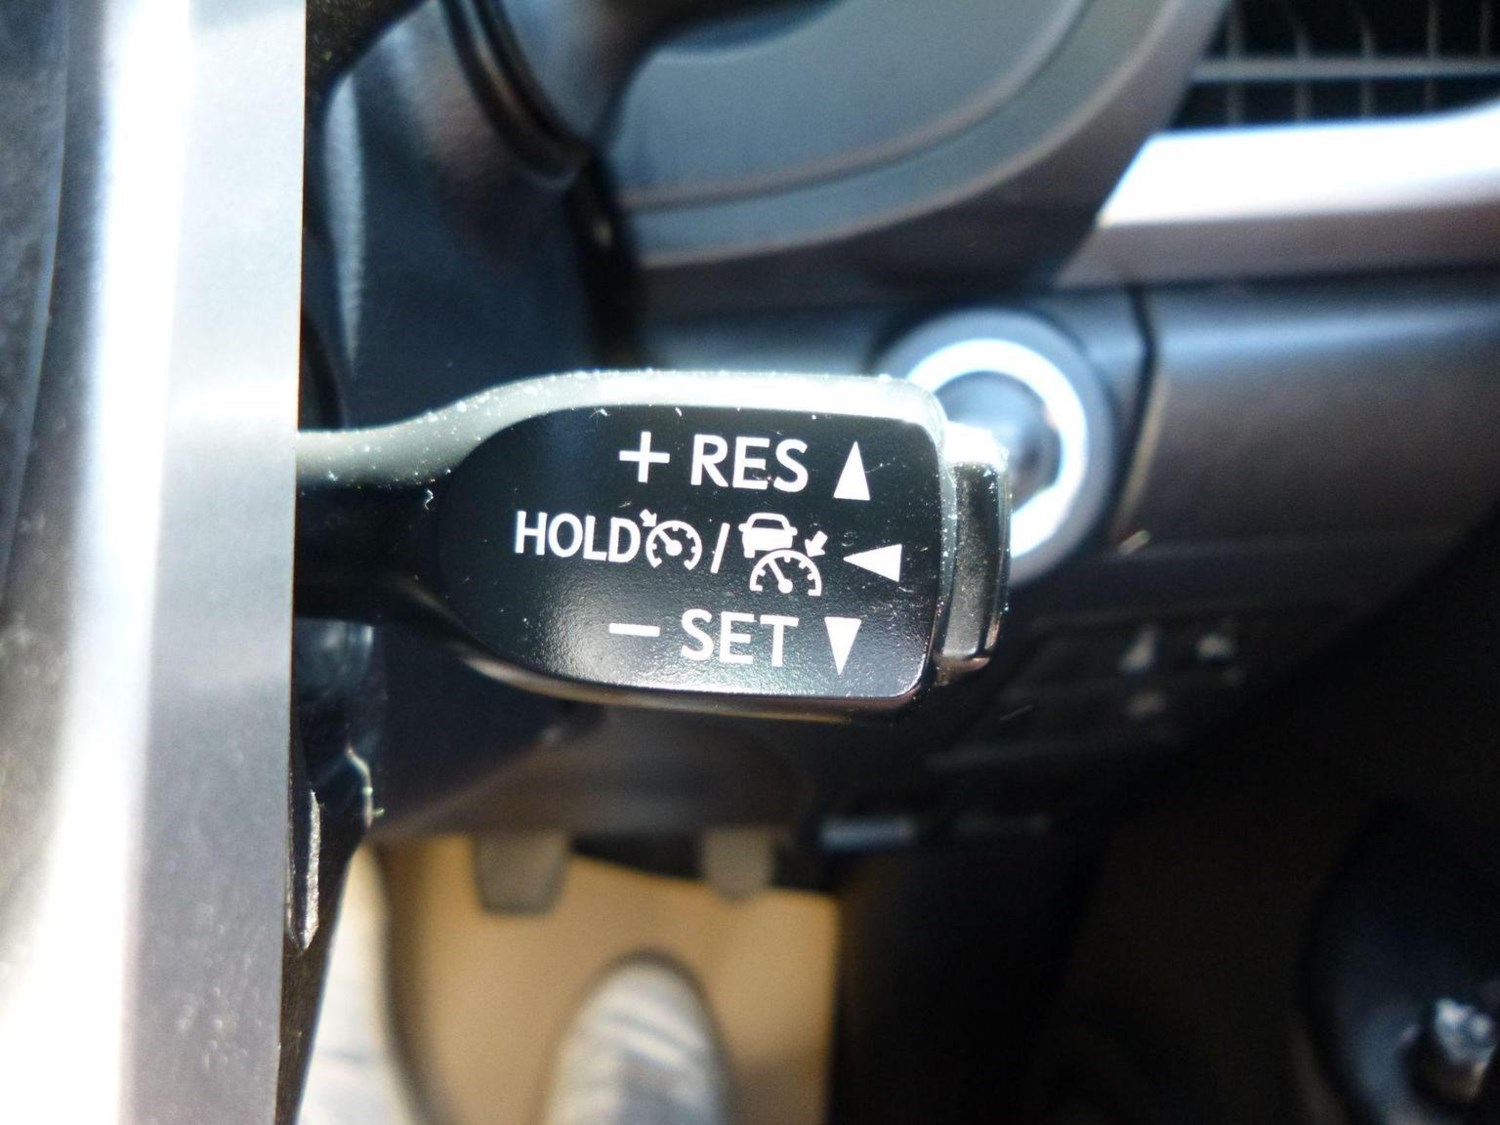 + RES
HOLD /
− SET